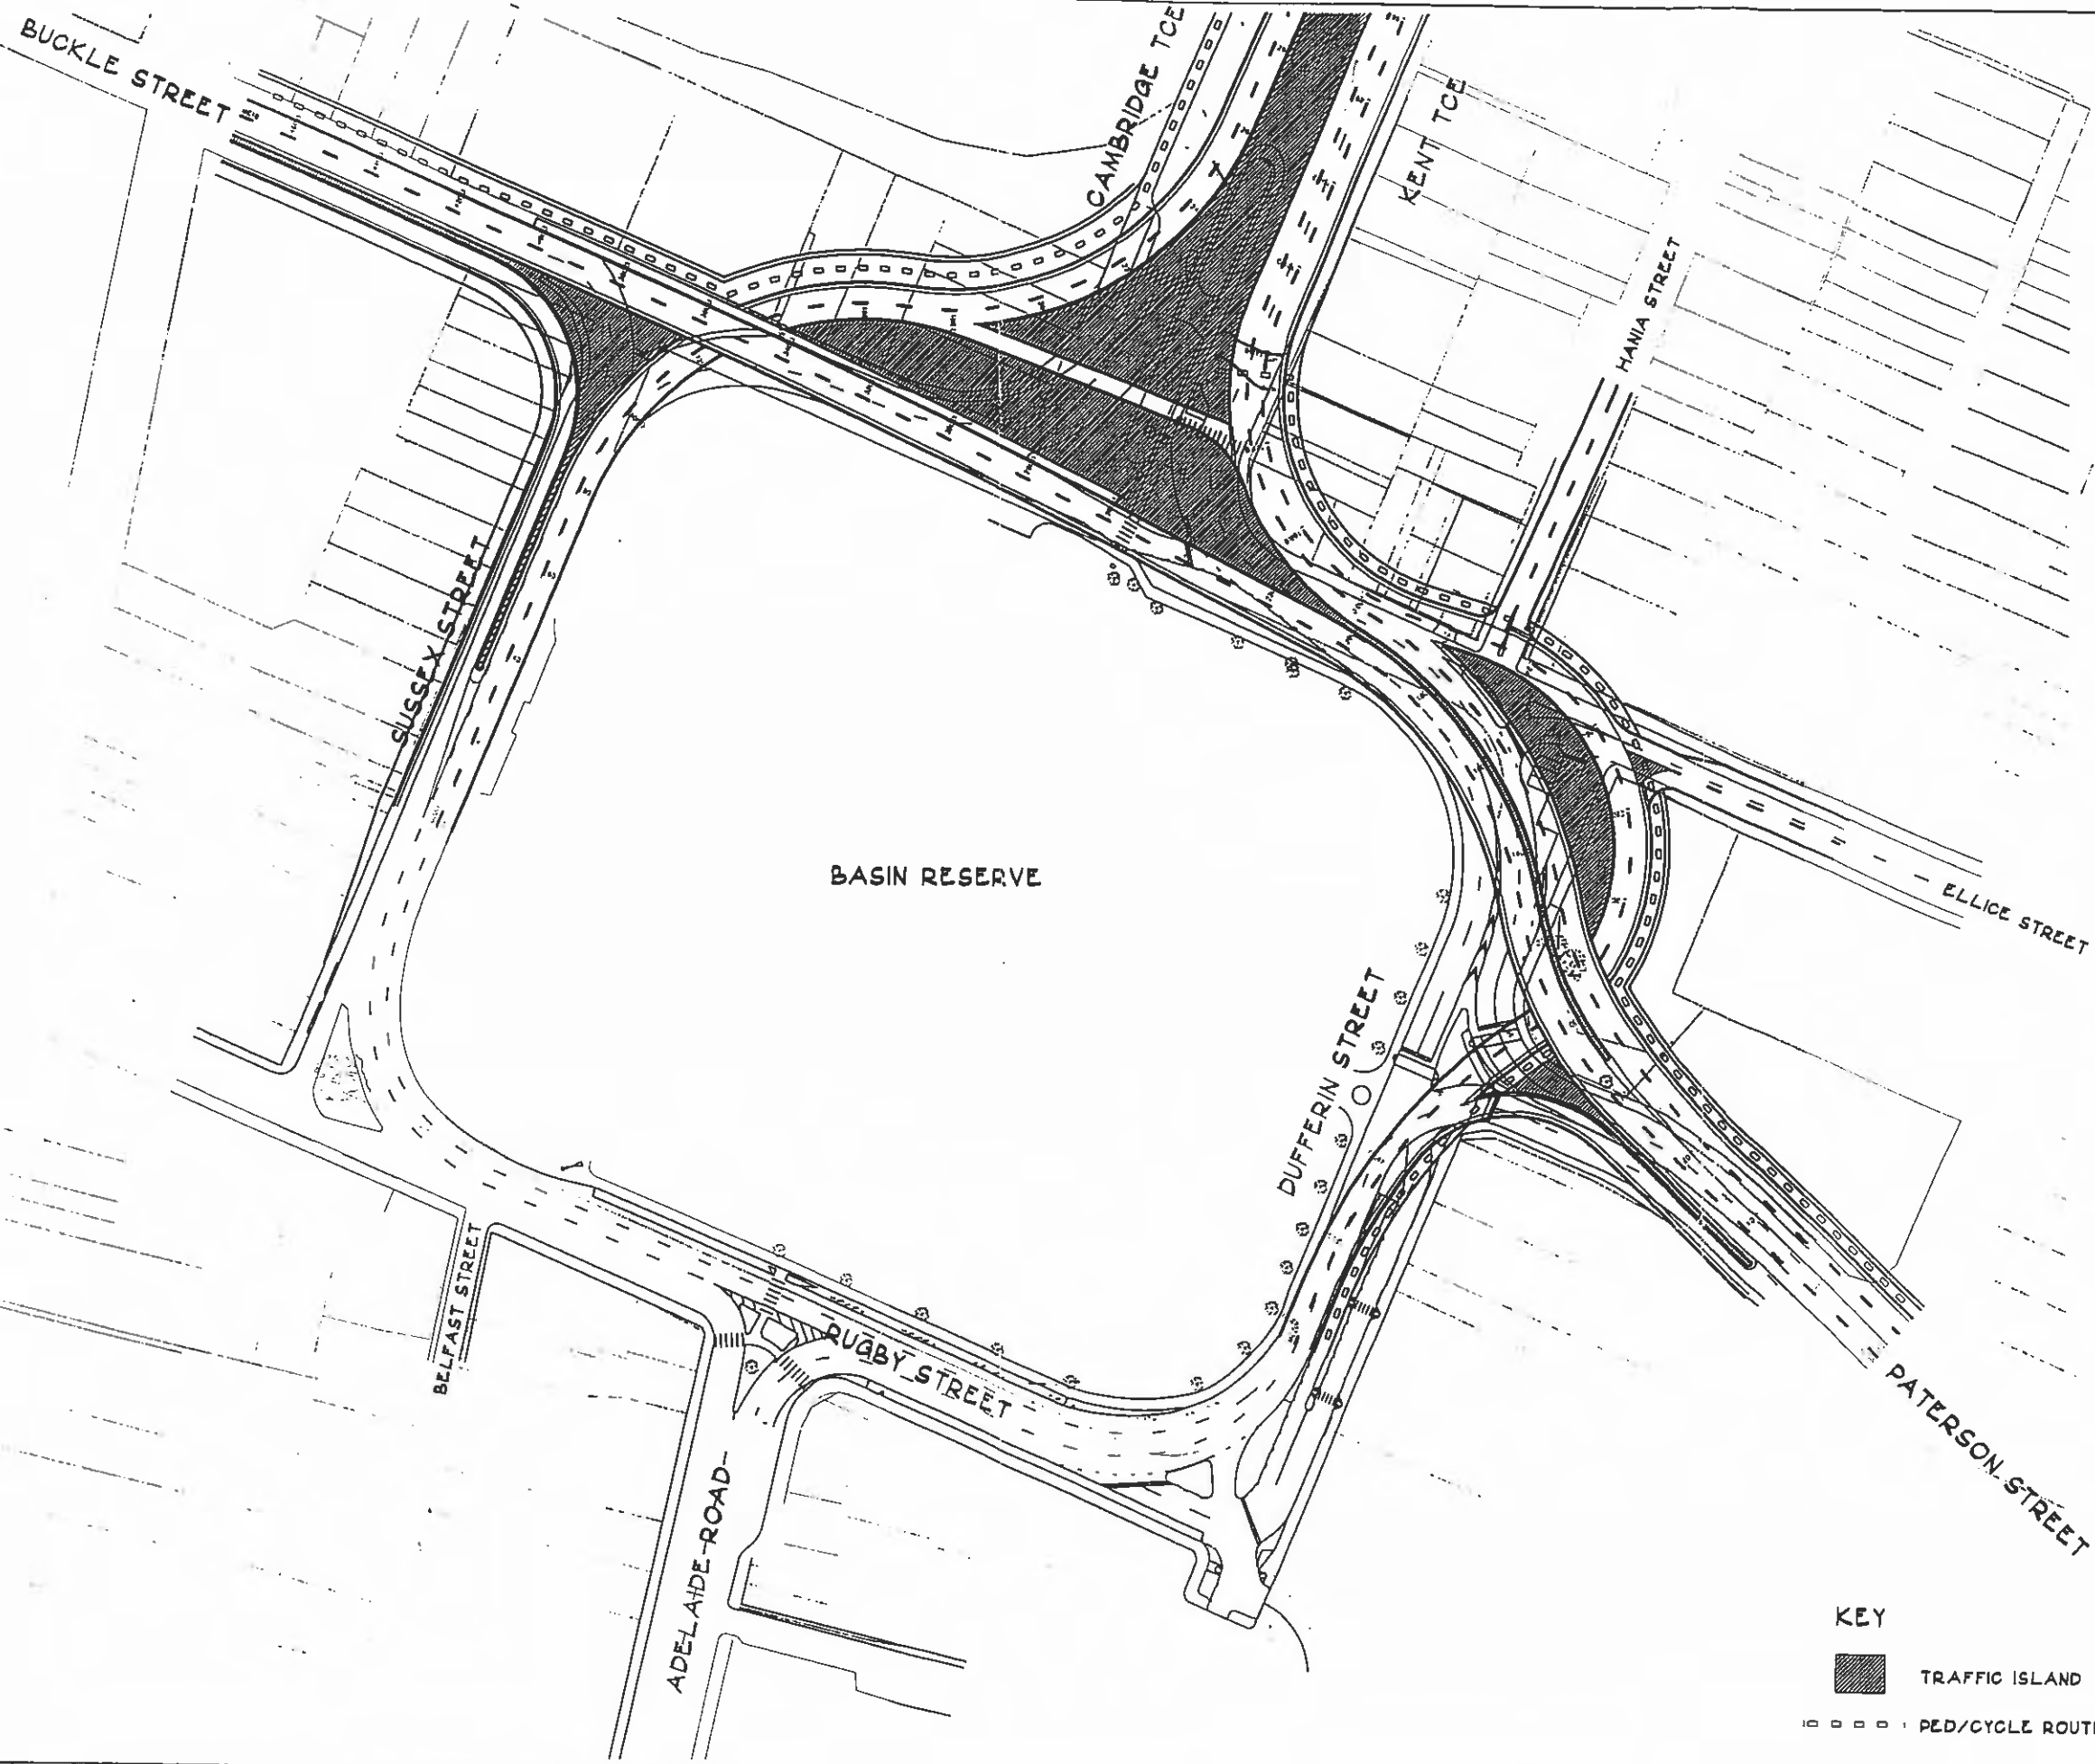 BUCKLE STREET
CAMBRIDGE TCE
KENT TCE
HANIA STREET
SUSSEX STREET
BASIN RESERVE
ELLICE STREET
DUFFERIN STREET
BELFAST STREET
RUGBY STREET
PATERSON STREET
ADELAIDE ROAD
KEY
TRAFFIC ISLAND
PED/CYCLE ROUT